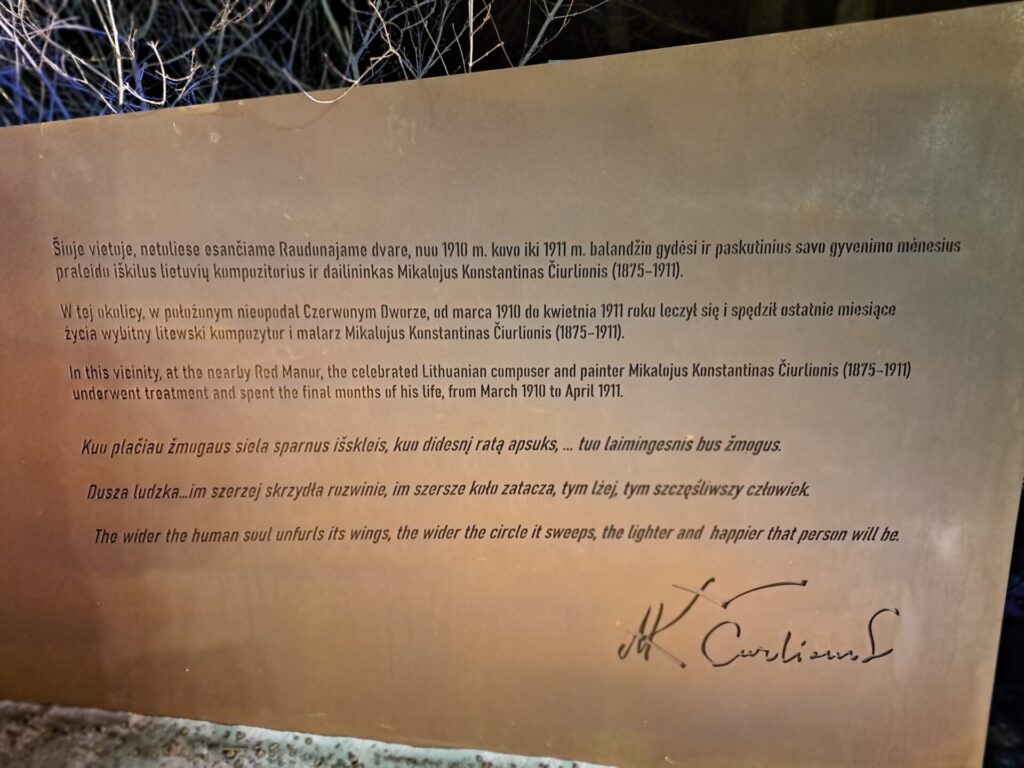 Šioje vietoje, netoliese esančiame Raudonajame dvare, nuo 1910 m. kovo iki 1911 m. balandžio gydėsi ir paskutinius savo gyvenimo mėnesius
praleido iškilus lietuvių kompozitorius ir dailininkas Mikalojus Konstantinas Čiurlionis (1875–1911).
W tej okolicy, w położonym nieopodal Czerwonym Dworze, od marca 1910 do kwietnia 1911 roku leczył się i spędził ostatnie miesiące
życia wybitny litewski kompozytor i malarz Mikalojus Konstantinas Čiurlionis (1875–1911).
In this vicinity, at the nearby Red Manor, the celebrated Lithuanian composer and painter Mikalojus Konstantinas Čiurlionis (1875–1911)
underwent treatment and spent the final months of his life, from March 1910 to April 1911.
Kuo plačiau žmogaus siela sparnus išskleis, kuo didesnį ratą apsuks, ... tuo laimingesnis bus žmogus.
Dusza ludzka...im szerzej skrzydła rozwinie, im szersze koło zatacza, tym lżej, tym szczęśliwszy człowiek.
The wider the human soul unfurls its wings, the wider the circle it sweeps, the lighter and happier that person will be.
MK